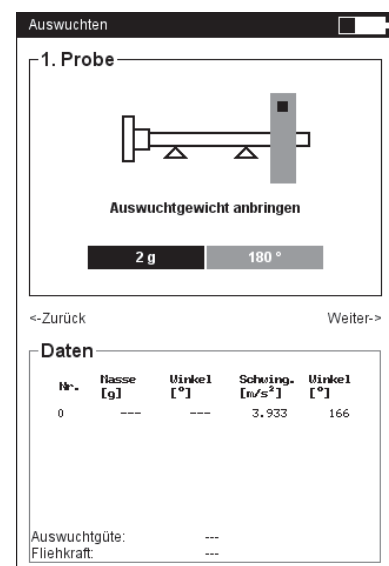 Auswuchten
1. Probe
Auswuchtgewicht anbringen
2 g 180 °
<-Zurück Weiter->
Daten
Nr. Masse Winkel Schwing. Winkel
[g] [°] [m/s²] [°]
0 --- --- 3.933 166
Auswuchtgüte: ---
Fliehkraft: ---